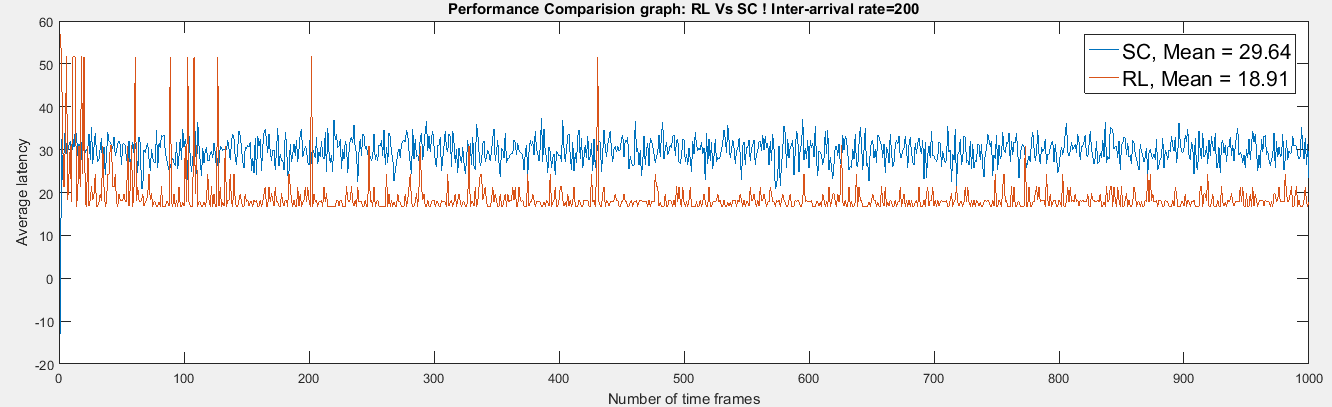 Performance Comparision graph: RL Vs SC ! Inter-arrival rate=200
60
50
40
30
20
10
0
-10
-20
Average latency
SC, Mean = 29.64
RL, Mean = 18.91
0 100 200 300 400 500 600 700 800 900 1000
Number of time frames